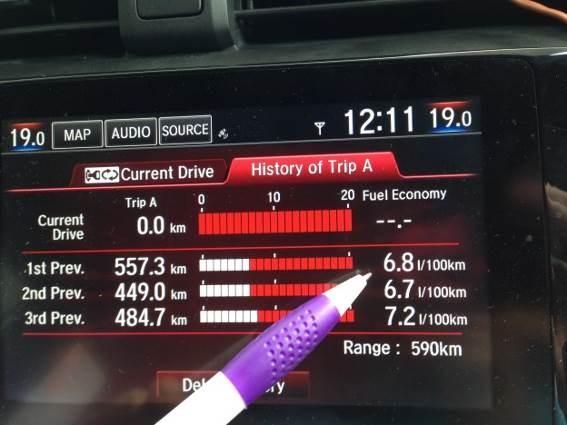 19.0 MAP AUDIO SOURCE 12:11 19.0
Current Drive History of Trip A
Trip A 0 10 20 Fuel Economy
Current
Drive 0.0 km --.-
1st Prev. 557.3 km 6.8 l/100km
2nd Prev. 449.0 km 6.7 l/100km
3rd Prev. 484.7 km 7.2 l/100km
Range : 590km